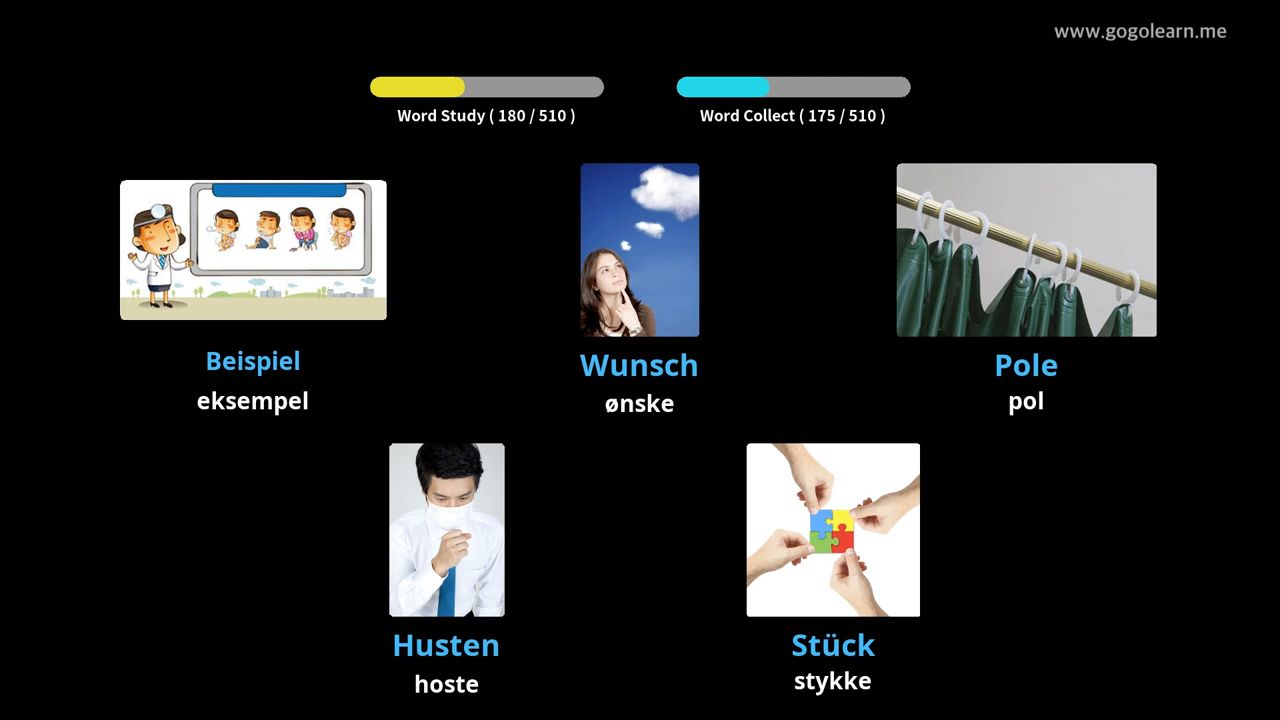 www.gogolearn.me
Word Study ( 180 / 510 )
Word Collect ( 175 / 510 )
Beispiel
eksempel
Wunsch
ønske
Pole
pol
Husten
hoste
Stück
stykke